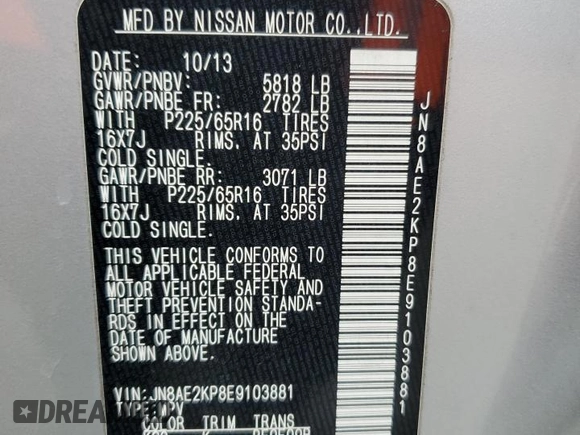 MFD BY NISSAN MOTOR CO.,LTD.
DATE: 10/13
GVWR/PNBV: 5818 LB
GAWR/PNBE FR: 2782 LB
WITH P225/65R16 TIRES
16X7J RIMS. AT 35PSI
COLD SINGLE.
GAWR/PNBE RR: 3071 LB
WITH P225/65R16 TIRES
16X7J RIMS. AT 35PSI
COLD SINGLE.
THIS VEHICLE CONFORMS TO
ALL APPLICABLE FEDERAL
MOTOR VEHICLE SAFETY AND
THEFT PREVENTION STANDA-
RDS IN EFFECT ON THE
DATE OF MANUFACTURE
SHOWN ABOVE.
VIN: JN8AE2KP8E9103881
COLOR TRIM TRANS
JN8AE2KP8E9103881